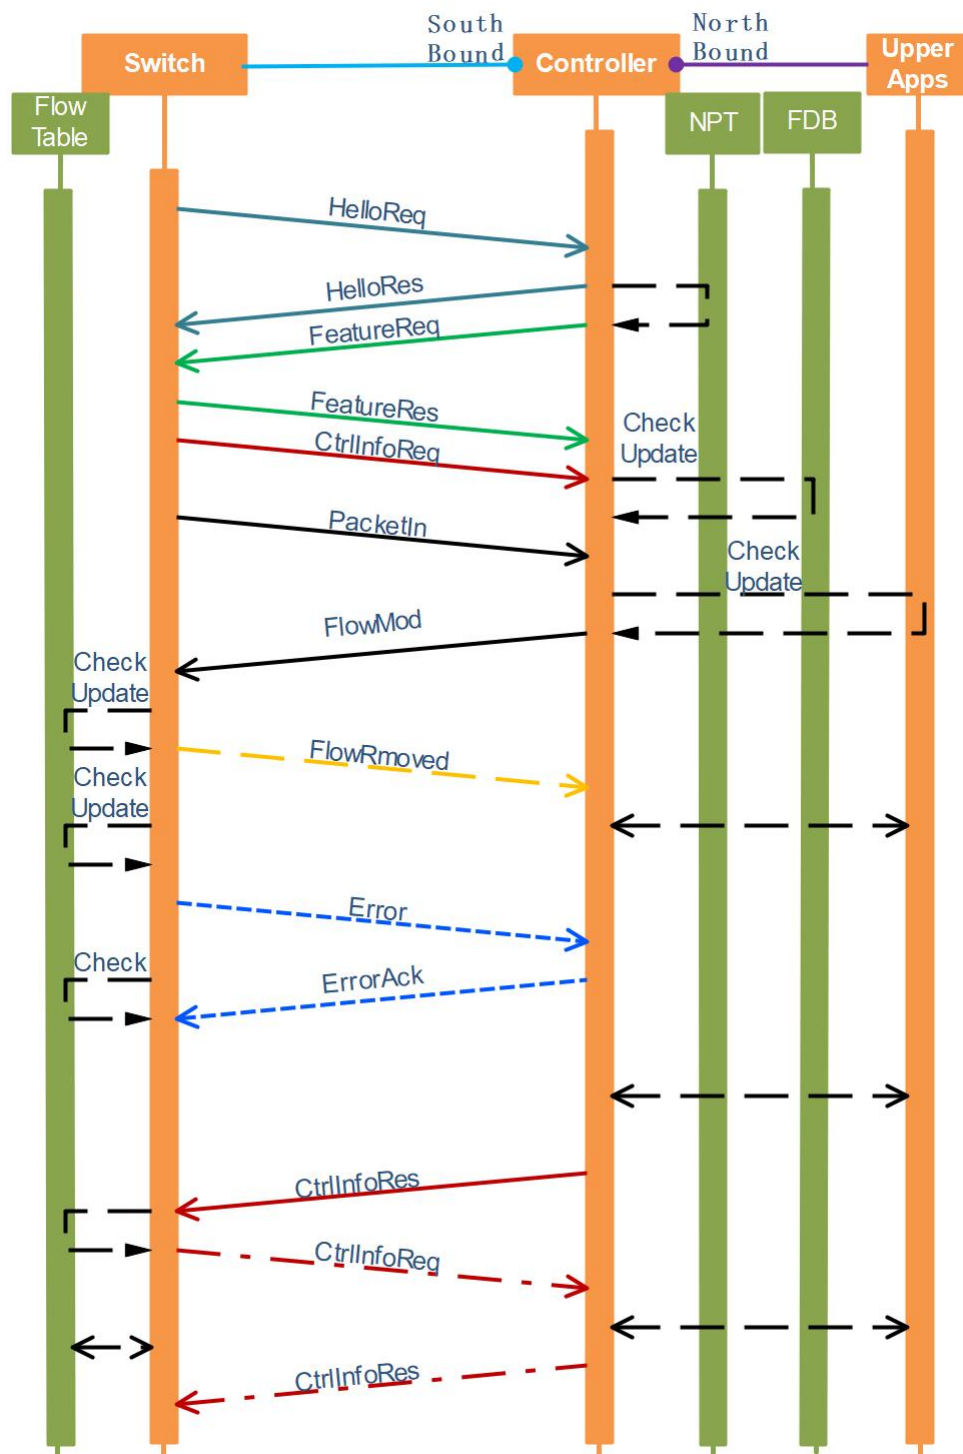 South
Bound
North
Bound
Switch
Controller
Upper
Apps
Flow
Table
NPT
FDB
HelloReq
HelloRes
FeatureReq
FeatureRes
CtrlInfoReq
Check
Update
PacketIn
Check
Update
FlowMod
Check
Update
FlowRmoved
Check
Update
Error
Check
ErrorAck
CtrlInfoRes
CtrlInfoReq
CtrlInfoRes